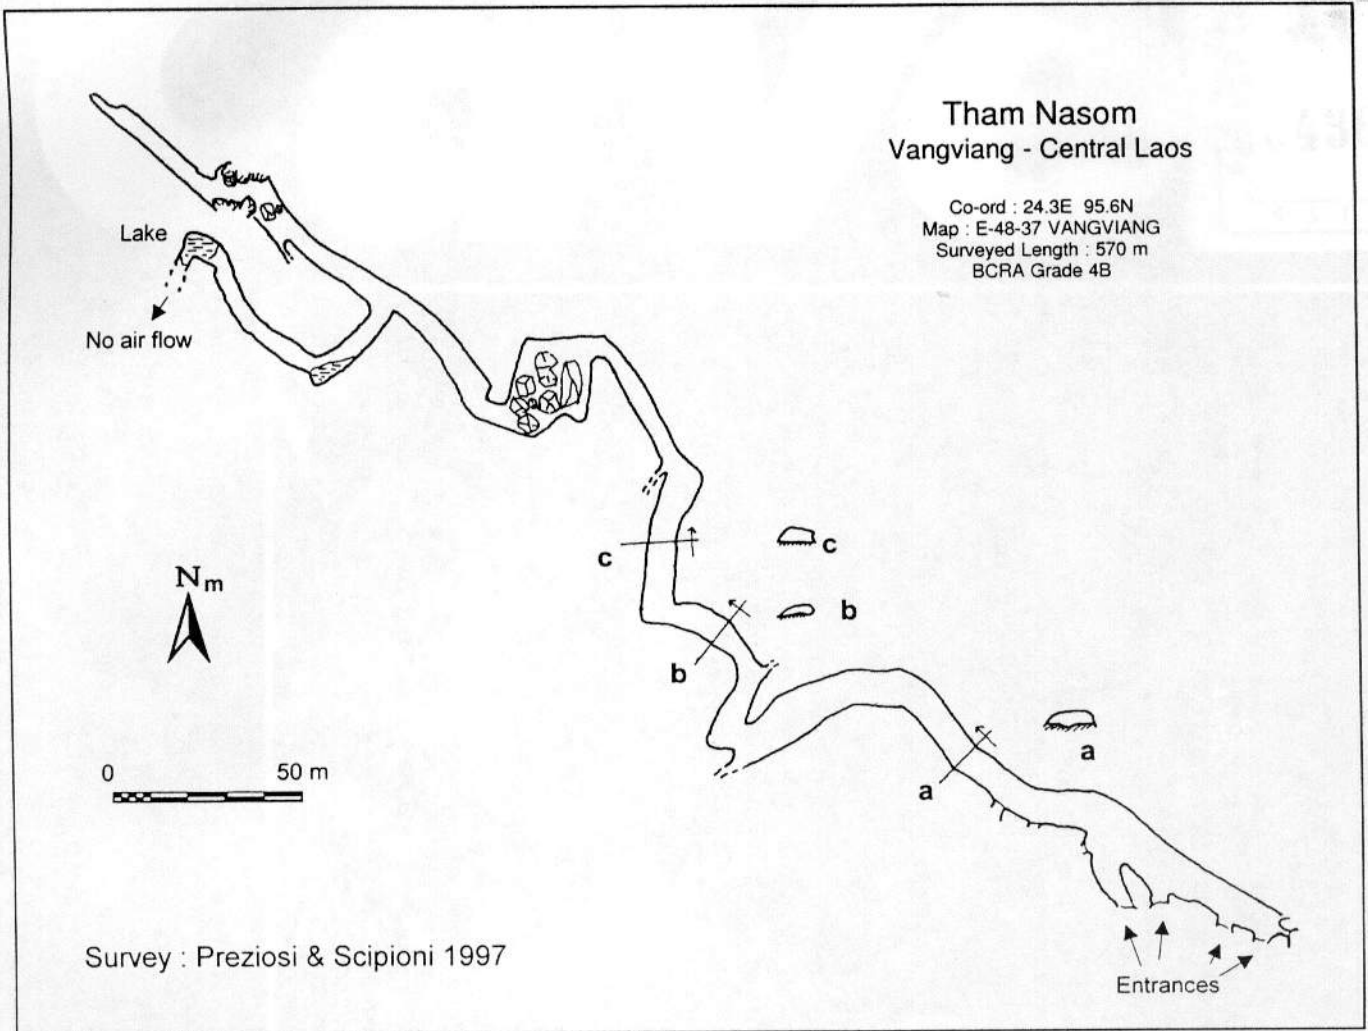 Tham Nasom
Vangviang - Central Laos
Co-ord : 24.3E 95.6N
Map : E-48-37 VANGVIANG
Surveyed Length : 570 m
BCRA Grade 4B
Lake
No air flow
c
c
Nm
b
b
a
a
0 50 m
Entrances
Survey : Preziosi & Scipioni 1997